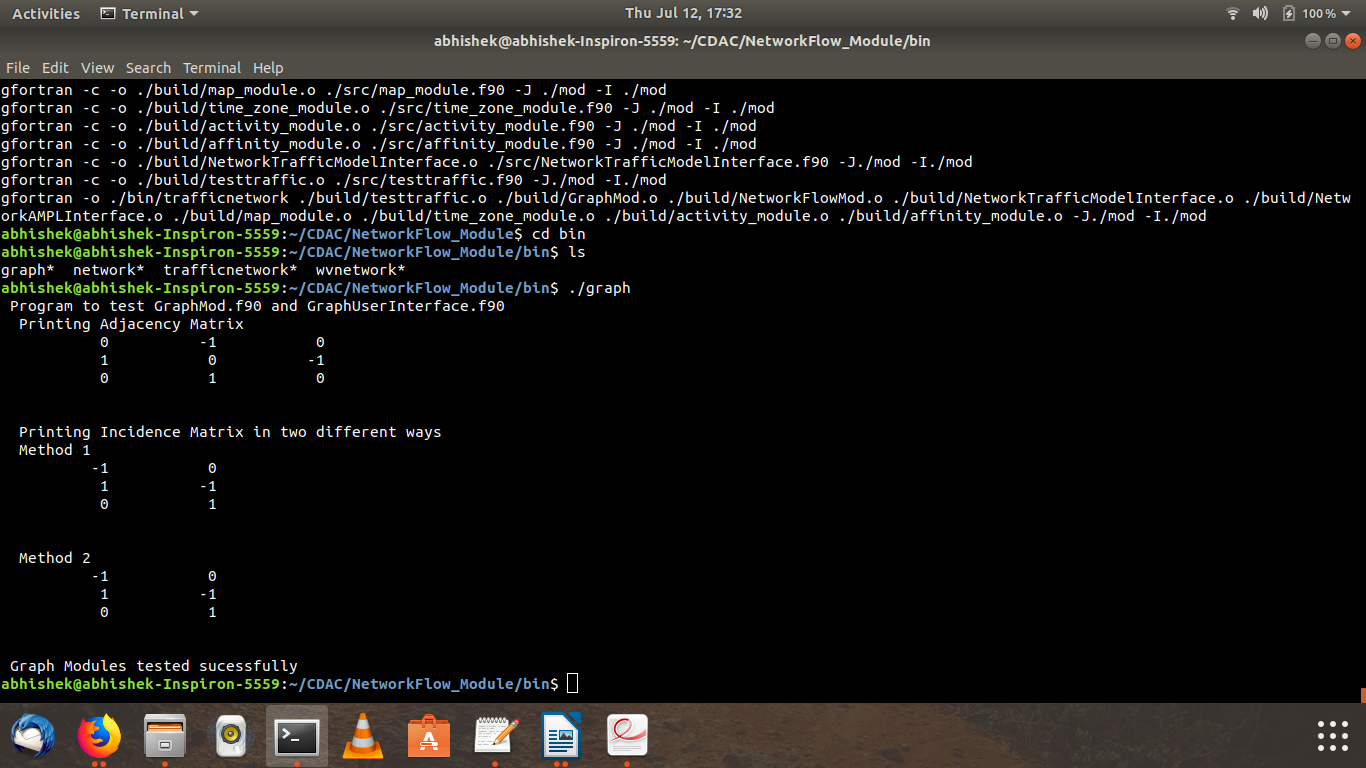 Activities Terminal Thu Jul 12, 17:32 100%
abhishek@abhishek-Inspiron-5559: ~/CDAC/NetworkFlow_Module/bin
File Edit View Search Terminal Help
gfortran -c -o ./build/map_module.o ./src/map_module.f90 -J ./mod -I ./mod
gfortran -c -o ./build/time_zone_module.o ./src/time_zone_module.f90 -J ./mod -I ./mod
gfortran -c -o ./build/activity_module.o ./src/activity_module.f90 -J ./mod -I ./mod
gfortran -c -o ./build/affinity_module.o ./src/affinity_module.f90 -J ./mod -I ./mod
gfortran -c -o ./build/NetworkTrafficModelInterface.o ./src/NetworkTrafficModelInterface.f90 -J./mod -I./mod
gfortran -c -o ./build/testtraffic.o ./src/testtraffic.f90 -J./mod -I./mod
gfortran -o ./bin/trafficnetwork ./build/testtraffic.o ./build/GraphMod.o ./build/NetworkFlowMod.o ./build/NetworkTrafficModelInterface.o ./build/Netw
orkAMPLInterface.o ./build/map_module.o ./build/time_zone_module.o ./build/activity_module.o ./build/affinity_module.o -J./mod -I./mod
abhishek@abhishek-Inspiron-5559:~/CDAC/NetworkFlow_Module$ cd bin
abhishek@abhishek-Inspiron-5559:~/CDAC/NetworkFlow_Module/bin$ ls
graph* network* trafficnetwork* wvnetwork*
abhishek@abhishek-Inspiron-5559:~/CDAC/NetworkFlow_Module/bin$ ./graph
Program to test GraphMod.f90 and GraphUserInterface.f90
Printing Adjacency Matrix
0 -1 0
1 0 -1
0 1 0
Printing Incidence Matrix in two different ways
Method 1
-1 0
1 -1
0 1
Method 2
-1 0
1 -1
0 1
Graph Modules tested sucessfully
abhishek@abhishek-Inspiron-5559:~/CDAC/NetworkFlow_Module/bin$